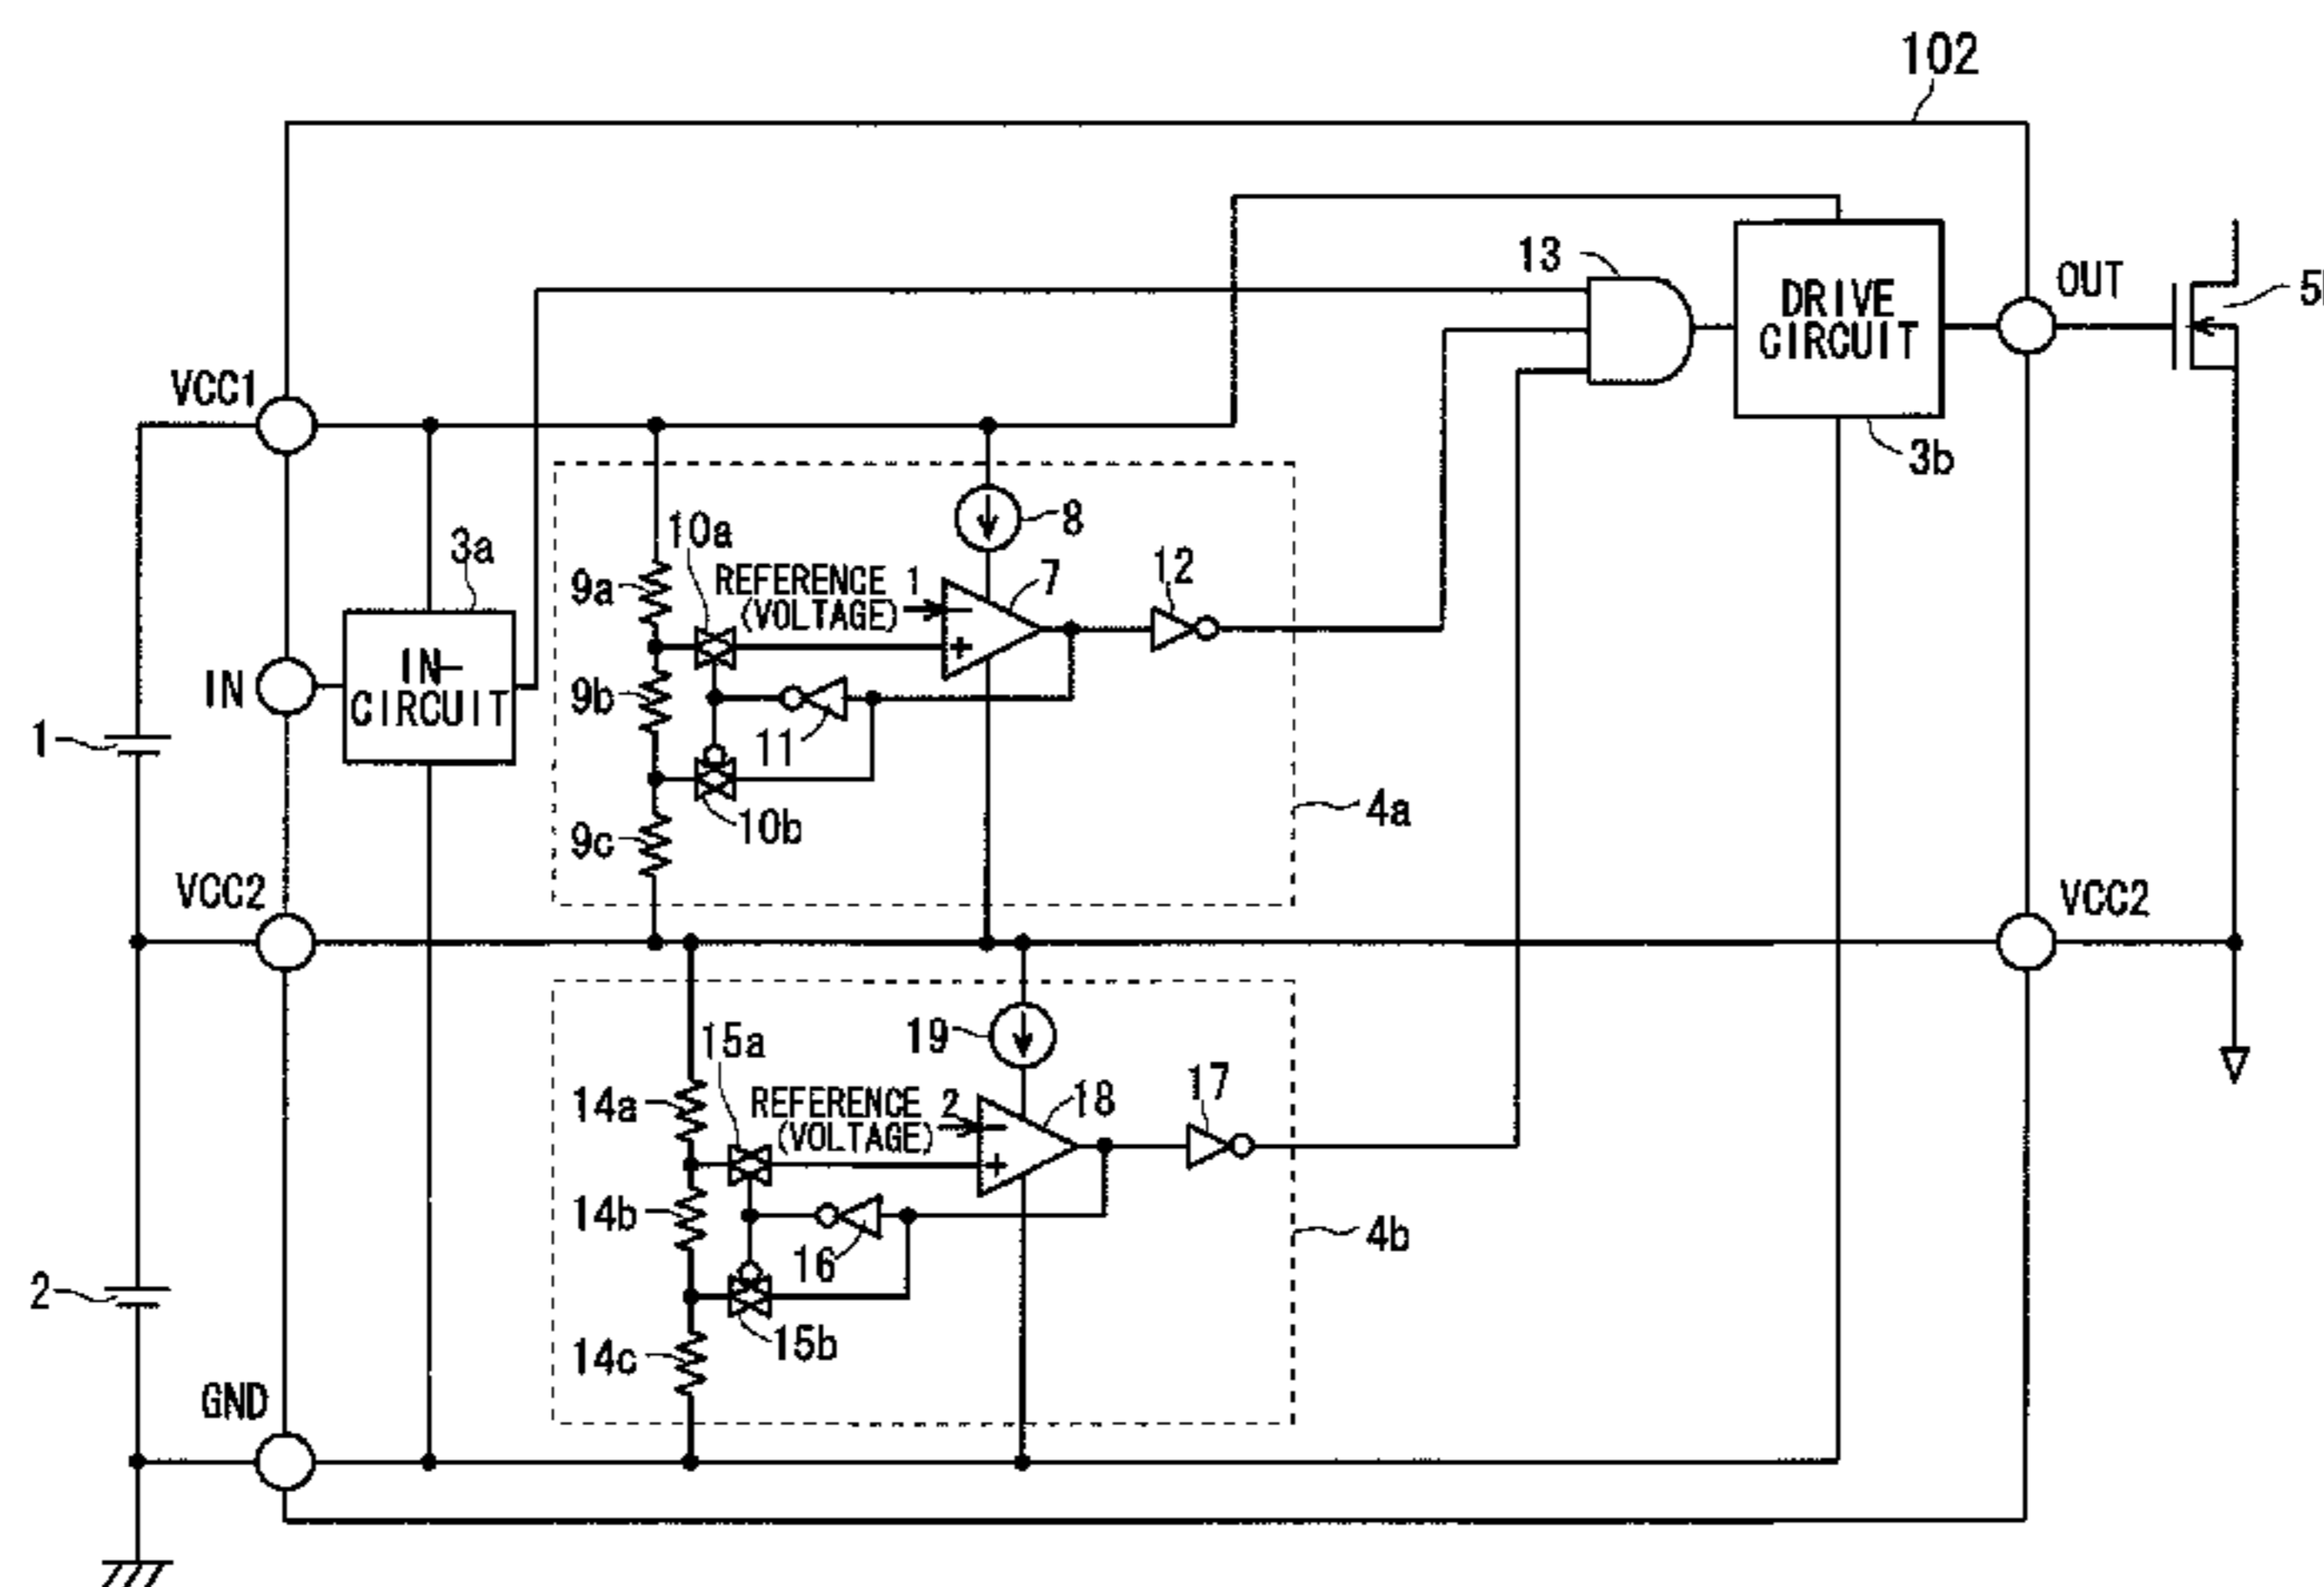 102
13
DRIVE
CIRCUIT
OUT
3b
VCC1
8
3a
10a
REFERENCE 1
(VOLTAGE)
7
12
9a
IN
IN-
CIRCUIT
9b
11
1
10b
4a
9c
VCC2
VCC2
19
15a
REFERENCE 2
(VOLTAGE)
18
17
14a
14b
16
4b
2
15b
14c
GND
+
+